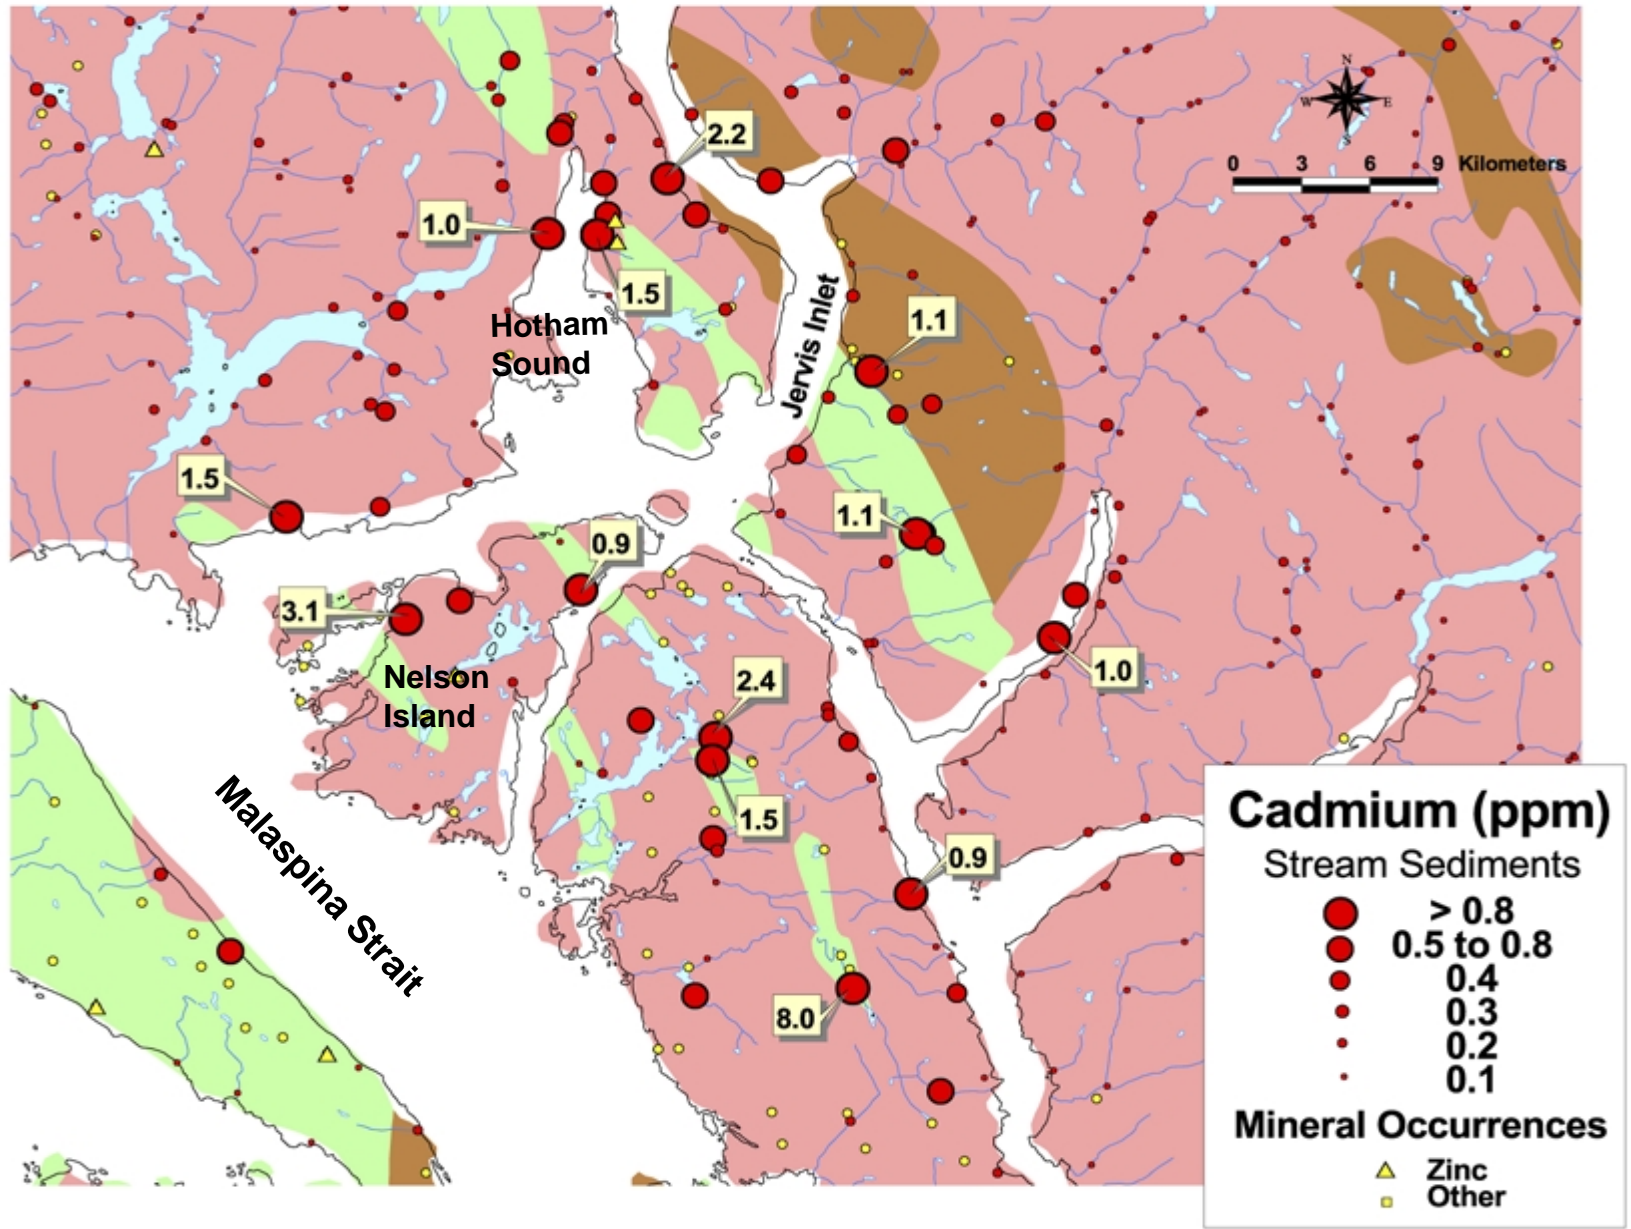 N
W E
S
0 3 6 9 Kilometers
2.2
1.0
1.5
Hotham
Sound
Jervis Inlet
1.1
1.5
1.1
0.9
3.1
Nelson
Island
1.0
2.4
1.5
Malaspina Strait
0.9
8.0
Cadmium (ppm)
Stream Sediments
> 0.8
0.5 to 0.8
0.4
0.3
0.2
0.1
Mineral Occurrences
Zinc
Other